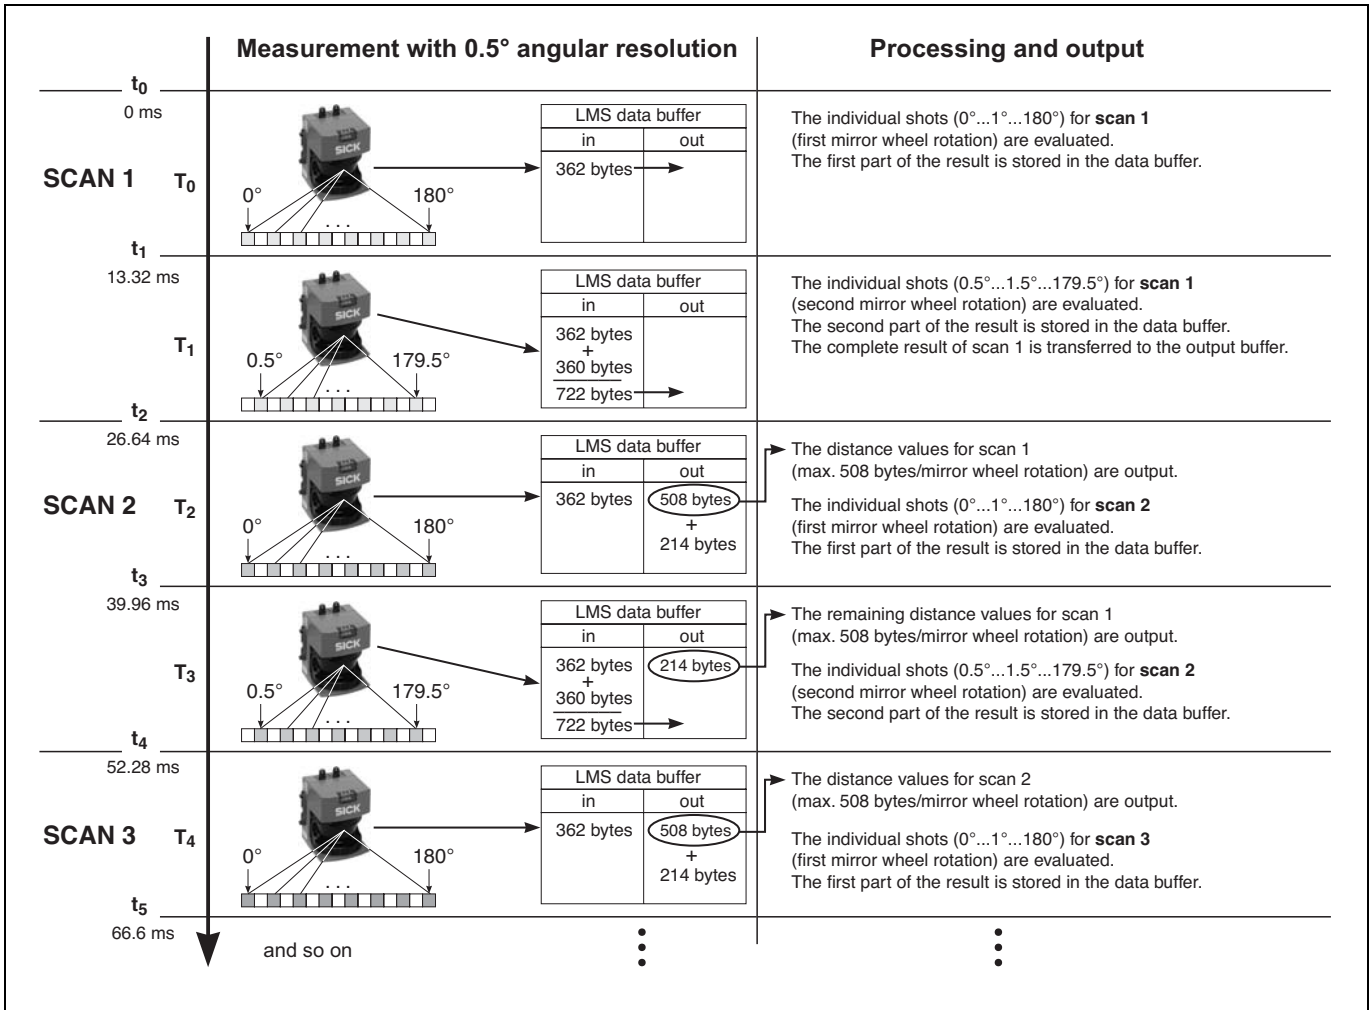 Measurement with 0.5° angular resolution
Processing and output
t0
0 ms
SCAN 1 T0
SICK
0° 180°
. . .
LMS data buffer
in out
362 bytes
The individual shots (0°...1°...180°) for scan 1
(first mirror wheel rotation) are evaluated.
The first part of the result is stored in the data buffer.
t1
13.32 ms
T1
SICK
0.5° 179.5°
. . .
LMS data buffer
in out
362 bytes
+
360 bytes
722 bytes
The individual shots (0.5°...1.5°...179.5°) for scan 1
(second mirror wheel rotation) are evaluated.
The second part of the result is stored in the data buffer.
The complete result of scan 1 is transferred to the output buffer.
t2
26.64 ms
SCAN 2 T2
SICK
0° 180°
. . .
LMS data buffer
in out
362 bytes 508 bytes
+
214 bytes
The distance values for scan 1
(max. 508 bytes/mirror wheel rotation) are output.
The individual shots (0°...1°...180°) for scan 2
(first mirror wheel rotation) are evaluated.
The first part of the result is stored in the data buffer.
t3
39.96 ms
T3
SICK
0.5° 179.5°
. . .
LMS data buffer
in out
362 bytes 214 bytes
+
360 bytes
722 bytes
The remaining distance values for scan 1
(max. 508 bytes/mirror wheel rotation) are output.
The individual shots (0.5°...1.5°...179.5°) for scan 2
(second mirror wheel rotation) are evaluated.
The second part of the result is stored in the data buffer.
t4
52.28 ms
SCAN 3 T4
SICK
0° 180°
. . .
LMS data buffer
in out
362 bytes 508 bytes
+
214 bytes
The distance values for scan 2
(max. 508 bytes/mirror wheel rotation) are output.
The individual shots (0°...1°...180°) for scan 3
(first mirror wheel rotation) are evaluated.
The first part of the result is stored in the data buffer.
t5
66.6 ms
and so on